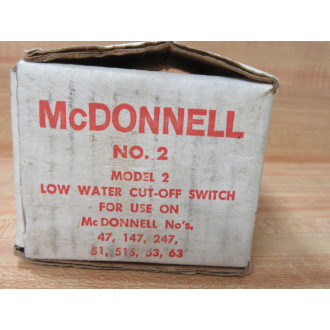 McDONNELL
NO. 2
MODEL 2
LOW WATER CUT-OFF SWITCH
FOR USE ON
McDONNELL No's.
47, 147, 247,
51, 51S, 53, 63